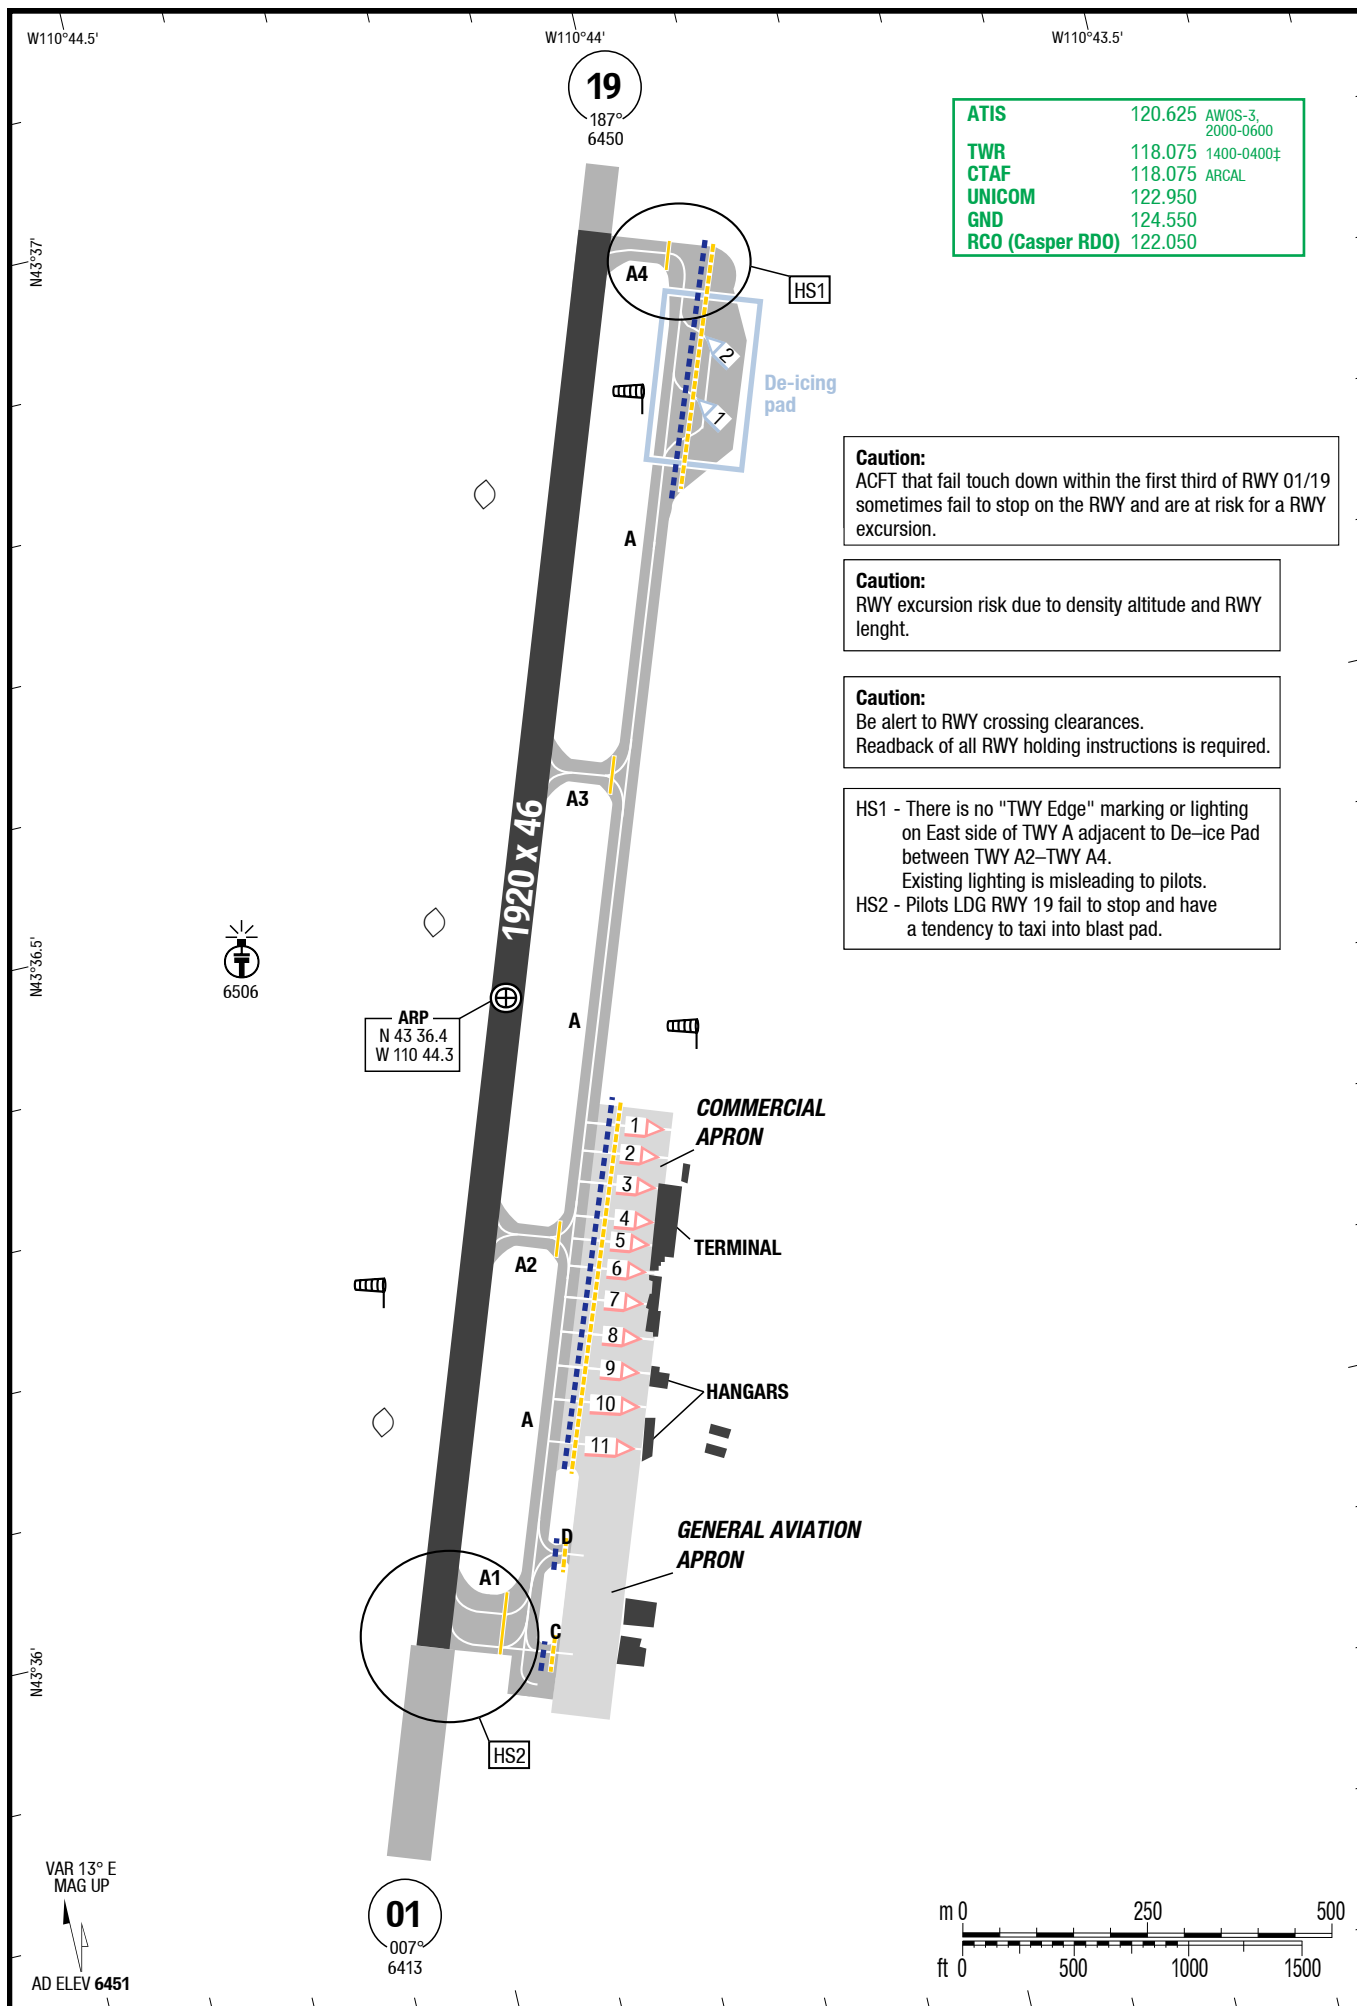 W110°44.5'
W110°44'
W110°43.5'
19
187°
6450
ATIS 120.625 AWOS-3, 2000-0600
TWR 118.075 1400-0400‡
CTAF 118.075 ARCAL
UNICOM 122.950
GND 124.550
RCO (Casper RDO) 122.050
N43°37'
A4
HS1
2
De-icing
pad
1
Caution:
ACFT that fail touch down within the first third of RWY 01/19
sometimes fail to stop on the RWY and are at risk for a RWY
excursion.
A
Caution:
RWY excursion risk due to density altitude and RWY
lenght.
Caution:
Be alert to RWY crossing clearances.
Readback of all RWY holding instructions is required.
A3
1920 x 46
HS1 - There is no "TWY Edge" marking or lighting
on East side of TWY A adjacent to De–ice Pad
between TWY A2–TWY A4.
Existing lighting is misleading to pilots.
HS2 - Pilots LDG RWY 19 fail to stop and have
a tendency to taxi into blast pad.
N43°36.5'
6506
ARP
N 43 36.4
W 110 44.3
A
COMMERCIAL
APRON
1
2
3
4
5
6
7
8
9
10
11
TERMINAL
A2
HANGARS
A
D
GENERAL AVIATION
APRON
A1
C
N43°36'
HS2
VAR 13° E
MAG UP
AD ELEV 6451
01
007°
6413
m 0 250 500
ft 0 500 1000 1500